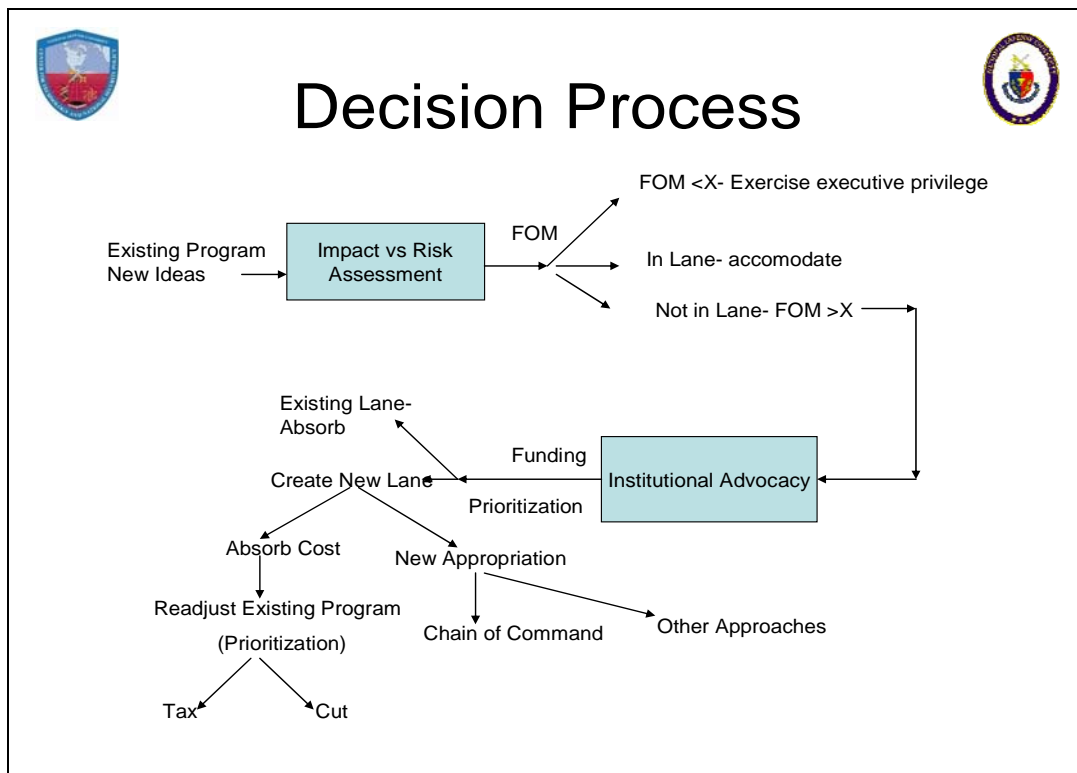 Decision Process
FOM <X- Exercise executive privilege
FOM
Existing Program
New Ideas
Impact vs Risk
Assessment
In Lane- accomodate
Not in Lane- FOM >X
Existing Lane-
Absorb
Funding
Create New Lane
Prioritization
Institutional Advocacy
Absorb Cost
New Appropriation
Readjust Existing Program
(Prioritization)
Chain of Command
Other Approaches
Tax
Cut